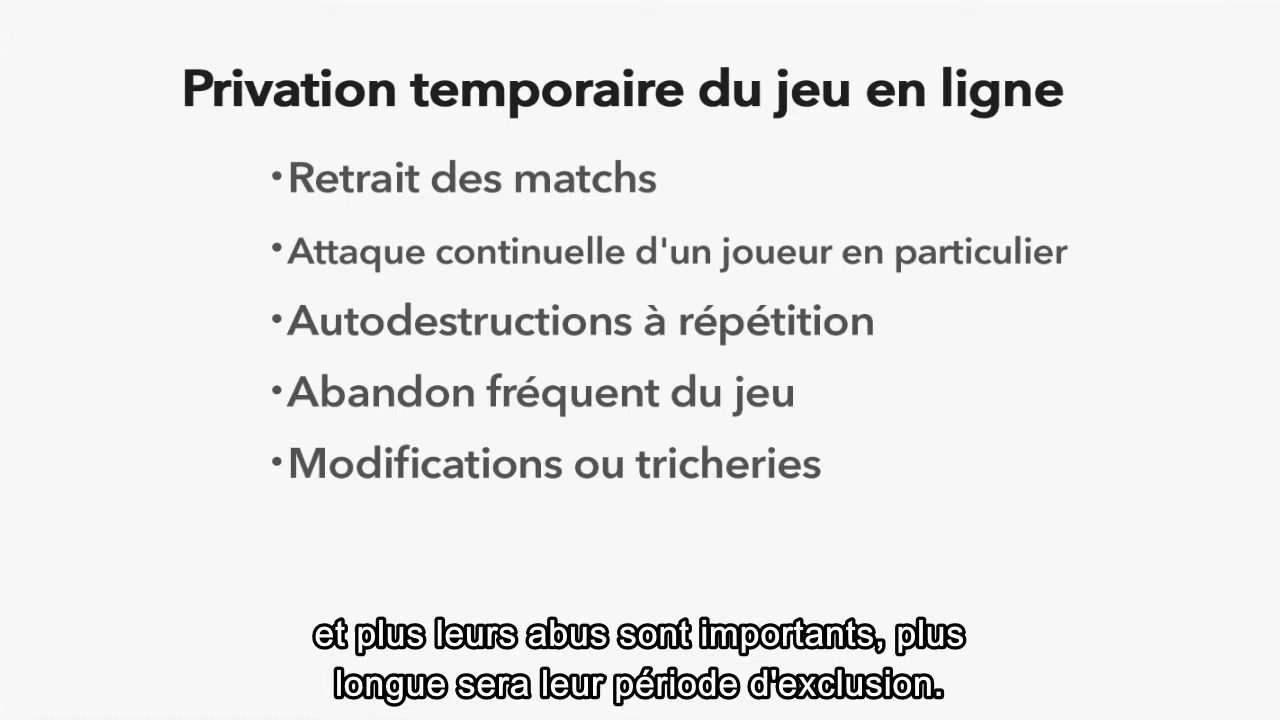 Privation temporaire du jeu en ligne
•Retrait des matchs
•Attaque continuelle d'un joueur en particulier
•Autodestructions à répétition
•Abandon fréquent du jeu
•Modifications ou tricheries
et plus leurs abus sont importants, plus
longue sera leur période d'exclusion.